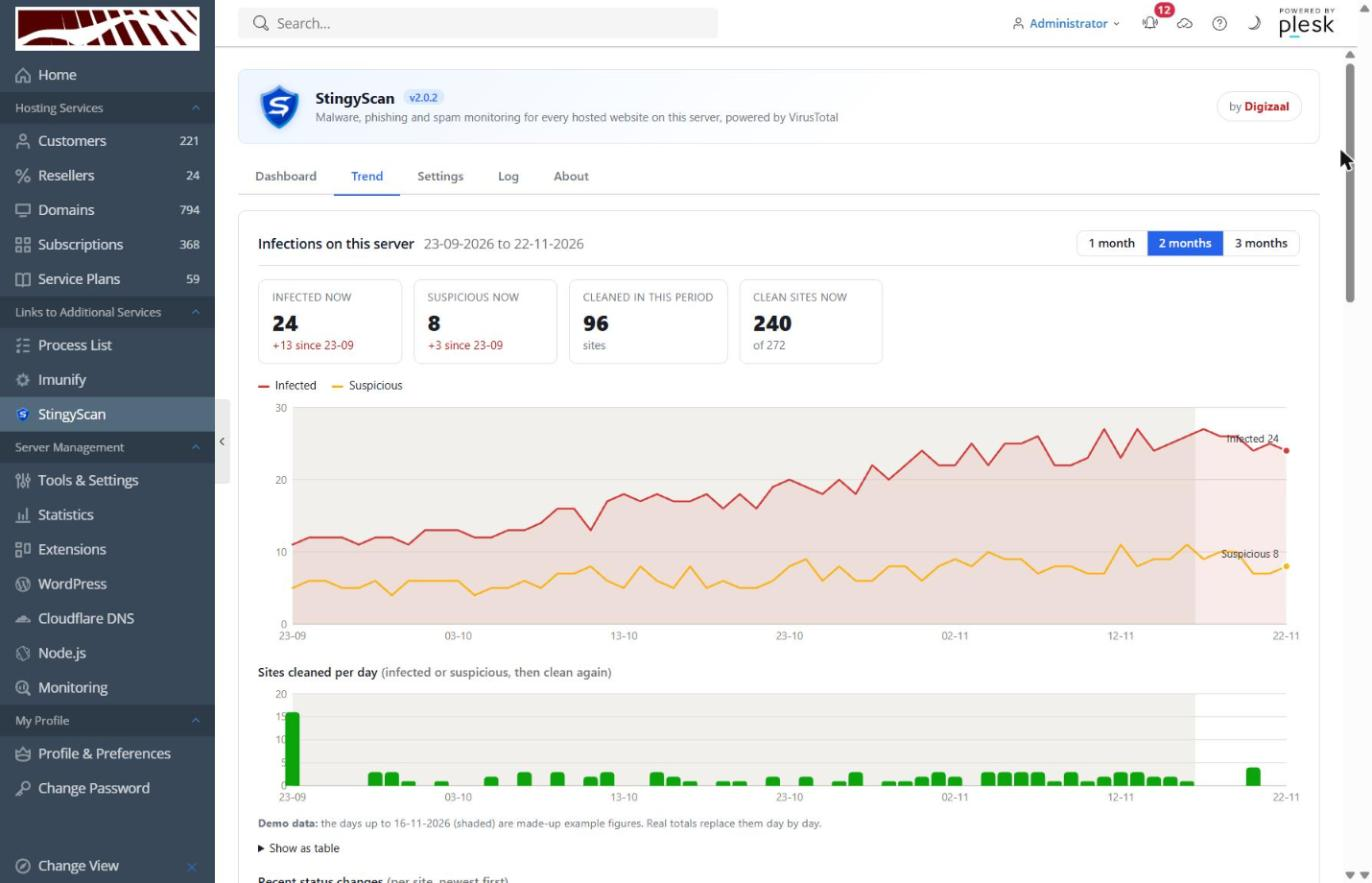 Search...
Administrator
12
POWERED BY
plesk
Home
Hosting Services
Customers 221
Resellers 24
Domains 794
Subscriptions 368
Service Plans 59
Links to Additional Services
Process List
Imunify
StingyScan
Server Management
Tools & Settings
Statistics
Extensions
WordPress
Cloudflare DNS
Node.js
Monitoring
My Profile
Profile & Preferences
Change Password
Change View
StingyScan v2.0.2
Malware, phishing and spam monitoring for every hosted website on this server, powered by VirusTotal
by Digizaal
Dashboard Trend Settings Log About
Infections on this server 23-09-2026 to 22-11-2026
1 month 2 months 3 months
INFECTED NOW
24
+13 since 23-09
SUSPICIOUS NOW
8
+3 since 23-09
CLEANED IN THIS PERIOD
96
sites
CLEAN SITES NOW
240
of 272
Infected Suspicious
30
20
10
0
Infected 24
Suspicious 8
23-09 03-10 13-10 23-10 02-11 12-11 22-11
Sites cleaned per day (infected or suspicious, then clean again)
20
15
10
5
0
23-09 03-10 13-10 23-10 02-11 12-11 22-11
Demo data: the days up to 16-11-2026 (shaded) are made-up example figures. Real totals replace them day by day.
Show as table
Recent status changes (per site, newest first)